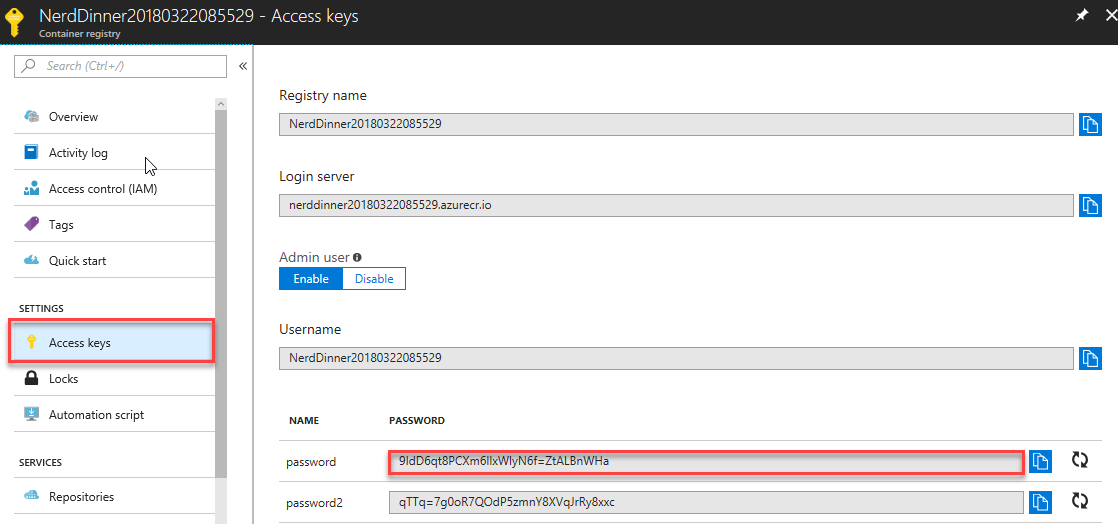 NerdDinner20180322085529 - Access keys
Container registry
Search (Ctrl+/)
Overview
Activity log
Access control (IAM)
Tags
Quick start
SETTINGS
Access keys
Locks
Automation script
SERVICES
Repositories
Registry name
NerdDinner20180322085529
Login server
nerddinner20180322085529.azurecr.io
Admin user
Enable Disable
Username
NerdDinner20180322085529
NAME PASSWORD
password 9IdD6qt8PCXm6IIxWlyN6f=ZtALBnWHa
password2 qTTq=7g0oR7QOdP5zmnY8XVqJrRy8xxc